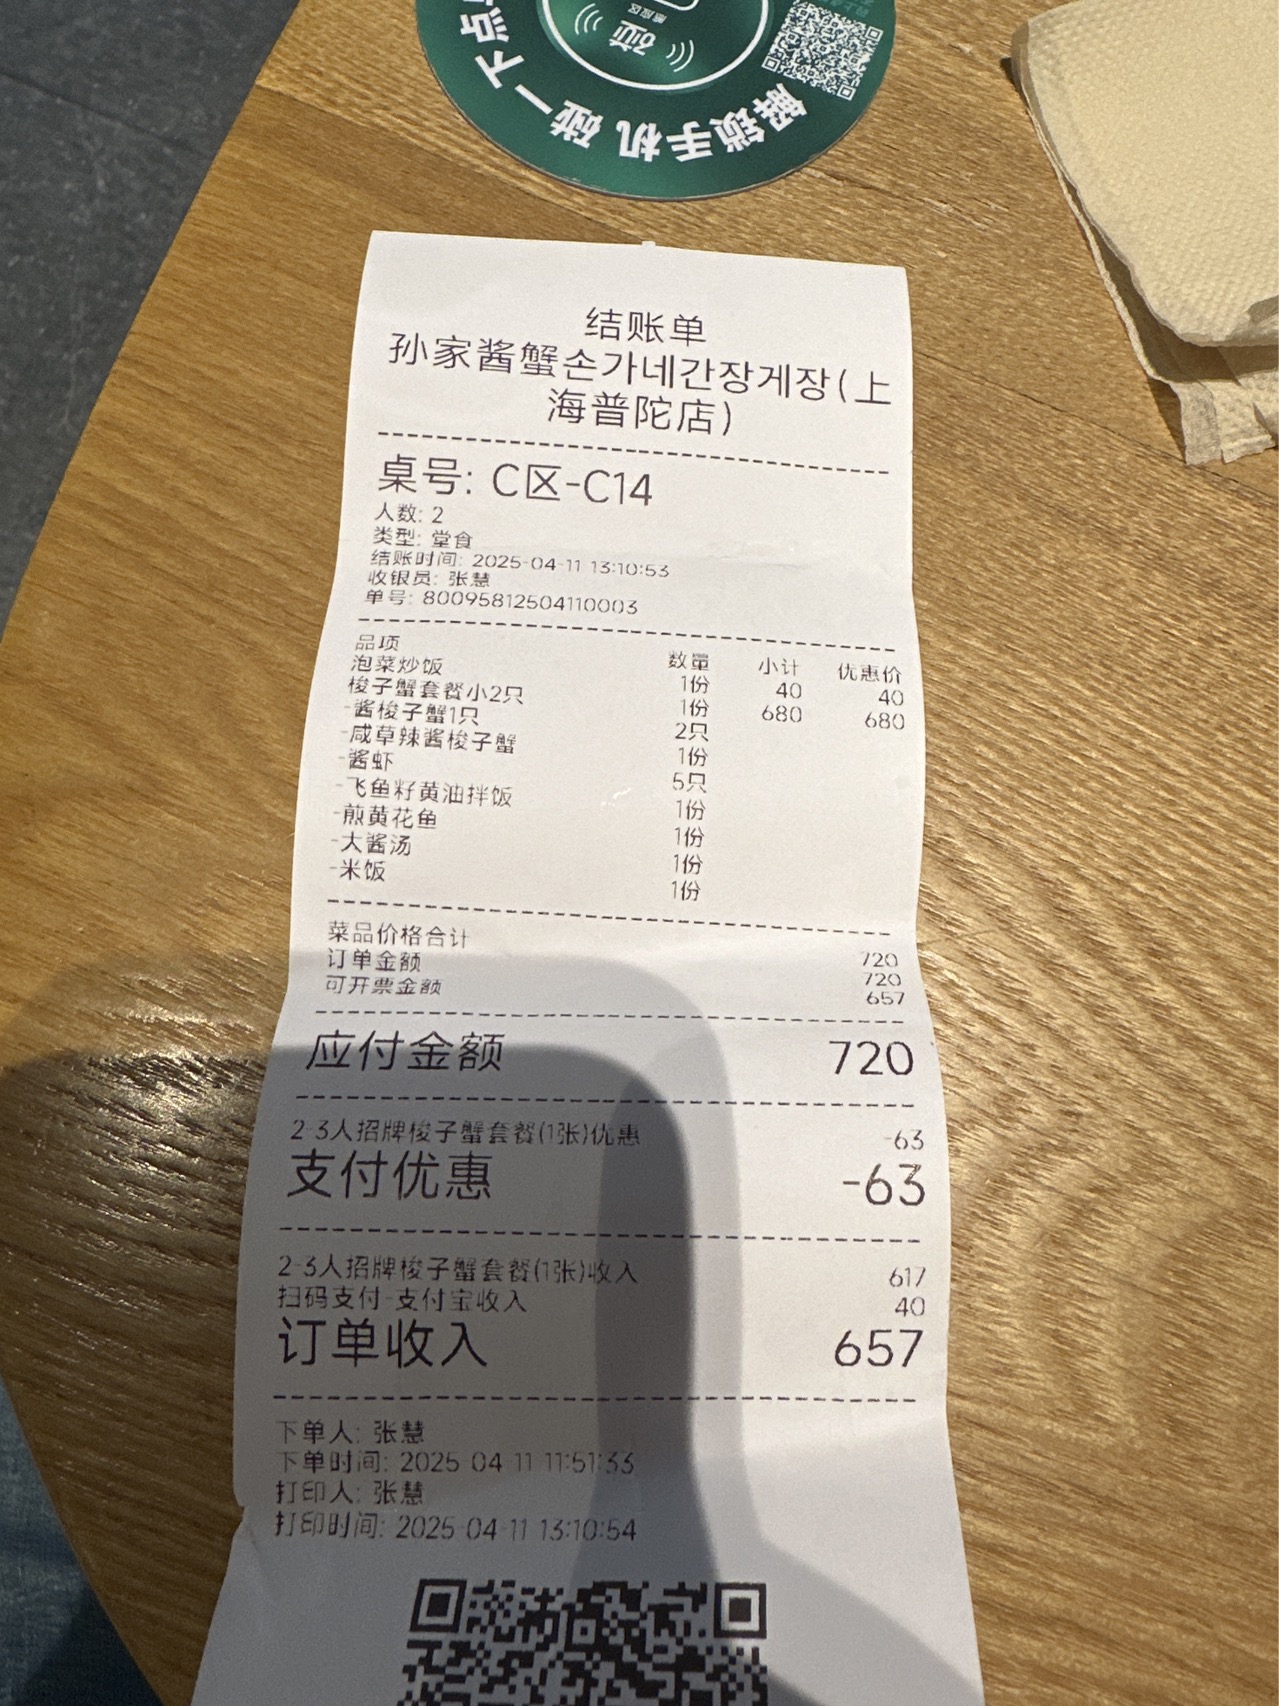 解锁手机 碰一下点
碰
感应区
结账单
孙家酱蟹손가네간장게장(上
海普陀店)
桌号: C区-C14
人数: 2
类型: 堂食
结账时间: 2025-04-11 13:10:53
收银员: 张慧
单号: 80095812504110003
品项 数量 小计 优惠价
泡菜炒饭 1份 40 40
梭子蟹套餐小2只 1份 680 680
-酱梭子蟹1只 2只
-咸草辣酱梭子蟹 1份
-酱虾 5只
-飞鱼籽黄油拌饭 1份
-煎黄花鱼 1份
-大酱汤 1份
-米饭 1份
菜品价格合计 720
订单金额 720
可开票金额 657
应付金额 720
2-3人招牌梭子蟹套餐(1张)优惠 -63
支付优惠 -63
2-3人招牌梭子蟹套餐(1张)收入 617
扫码支付-支付宝收入 40
订单收入 657
下单人: 张慧
下单时间: 2025-04-11 11:51:33
打印人: 张慧
打印时间: 2025-04-11 13:10:54